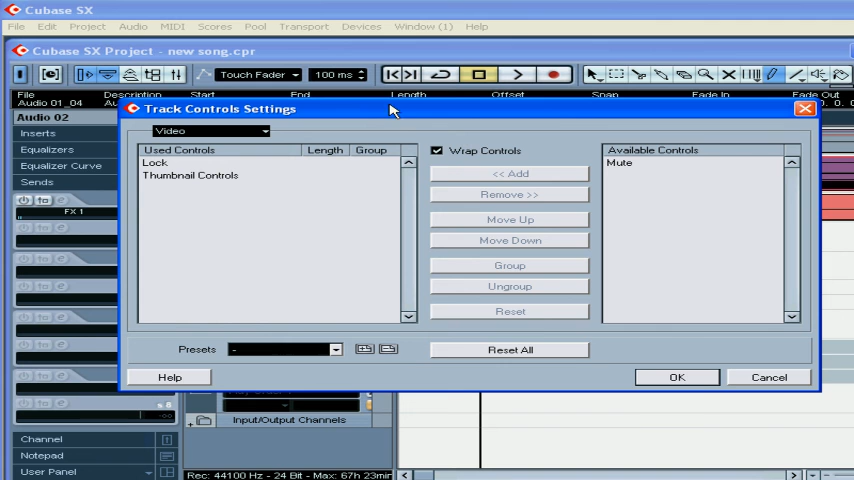 Cubase SX
File Edit Project Audio MIDI Scores Pool Transport Devices Window (1) Help
Cubase SX Project - new song.cpr
Touch Fader 100 ms
File Description Start End Length Offset Snap Fade In Fade Out
Audio 01_04
Track Controls Settings
Audio 02
Video
Inserts
Equalizers
Equalizer Curve
Sends
FX 1
Used Controls Length Group
Lock
Thumbnail Controls
Wrap Controls
<< Add
Remove >>
Move Up
Move Down
Group
Ungroup
Reset
Available Controls
Mute
Presets -
Reset All
Help
OK
Cancel
Input/Output Channels
Channel
Notepad
User Panel
Rec: 44100 Hz - 24 Bit - Max: 67h 23min